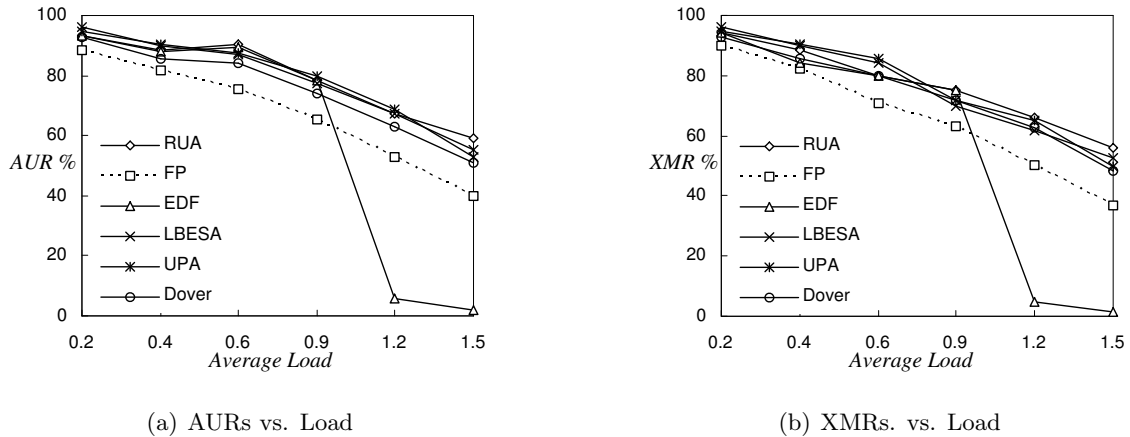 100
80
60
AUR %
40
20
0
RUA
FP
EDF
LBESA
UPA
Dover
0.2 0.4 0.6 0.9 1.2 1.5
Average Load
(a) AURs vs. Load
100
80
60
XMR %
40
20
0
RUA
FP
EDF
LBESA
UPA
Dover
0.2 0.4 0.6 0.9 1.2 1.5
Average Load
(b) XMRs. vs. Load